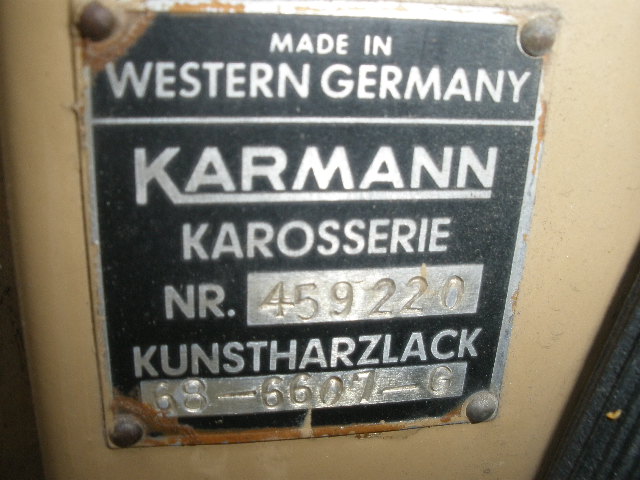 MADE IN
WESTERN GERMANY
KARMANN
KAROSSERIE
NR. 459220
KUNSTHARZLACK
68-6607-G